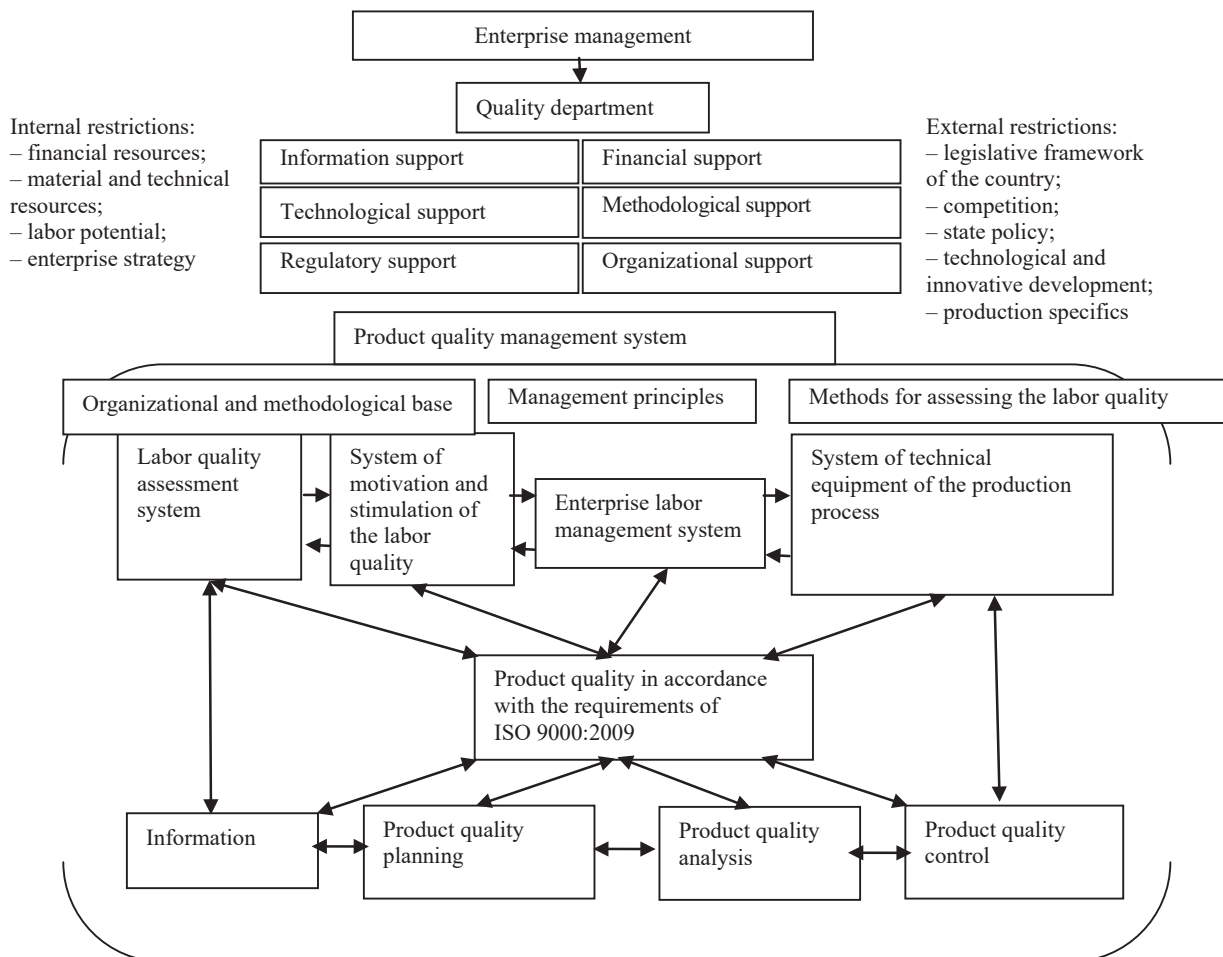 Enterprise management
Quality department
Internal restrictions:
– financial resources;
– material and technical
resources;
– labor potential;
– enterprise strategy
Information support
Financial support
Technological support
Methodological support
Regulatory support
Organizational support
External restrictions:
– legislative framework
of the country;
– competition;
– state policy;
– technological and
innovative development;
– production specifics
Product quality management system
Organizational and methodological base
Management principles
Methods for assessing the labor quality
Labor quality
assessment
system
System of
motivation and
stimulation of
the labor
quality
Enterprise labor
management system
System of technical
equipment of the production
process
Product quality in accordance
with the requirements of
ISO 9000:2009
Information
Product quality
planning
Product quality
analysis
Product quality
control